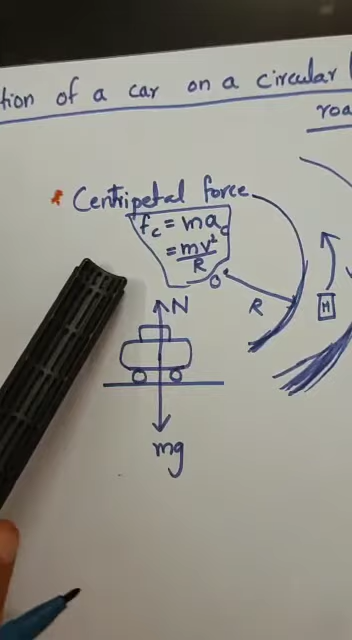 tion of a car on a circular
roa
* Centripetal force
fc = mac
= mv²/R
O
R
M
N
mg